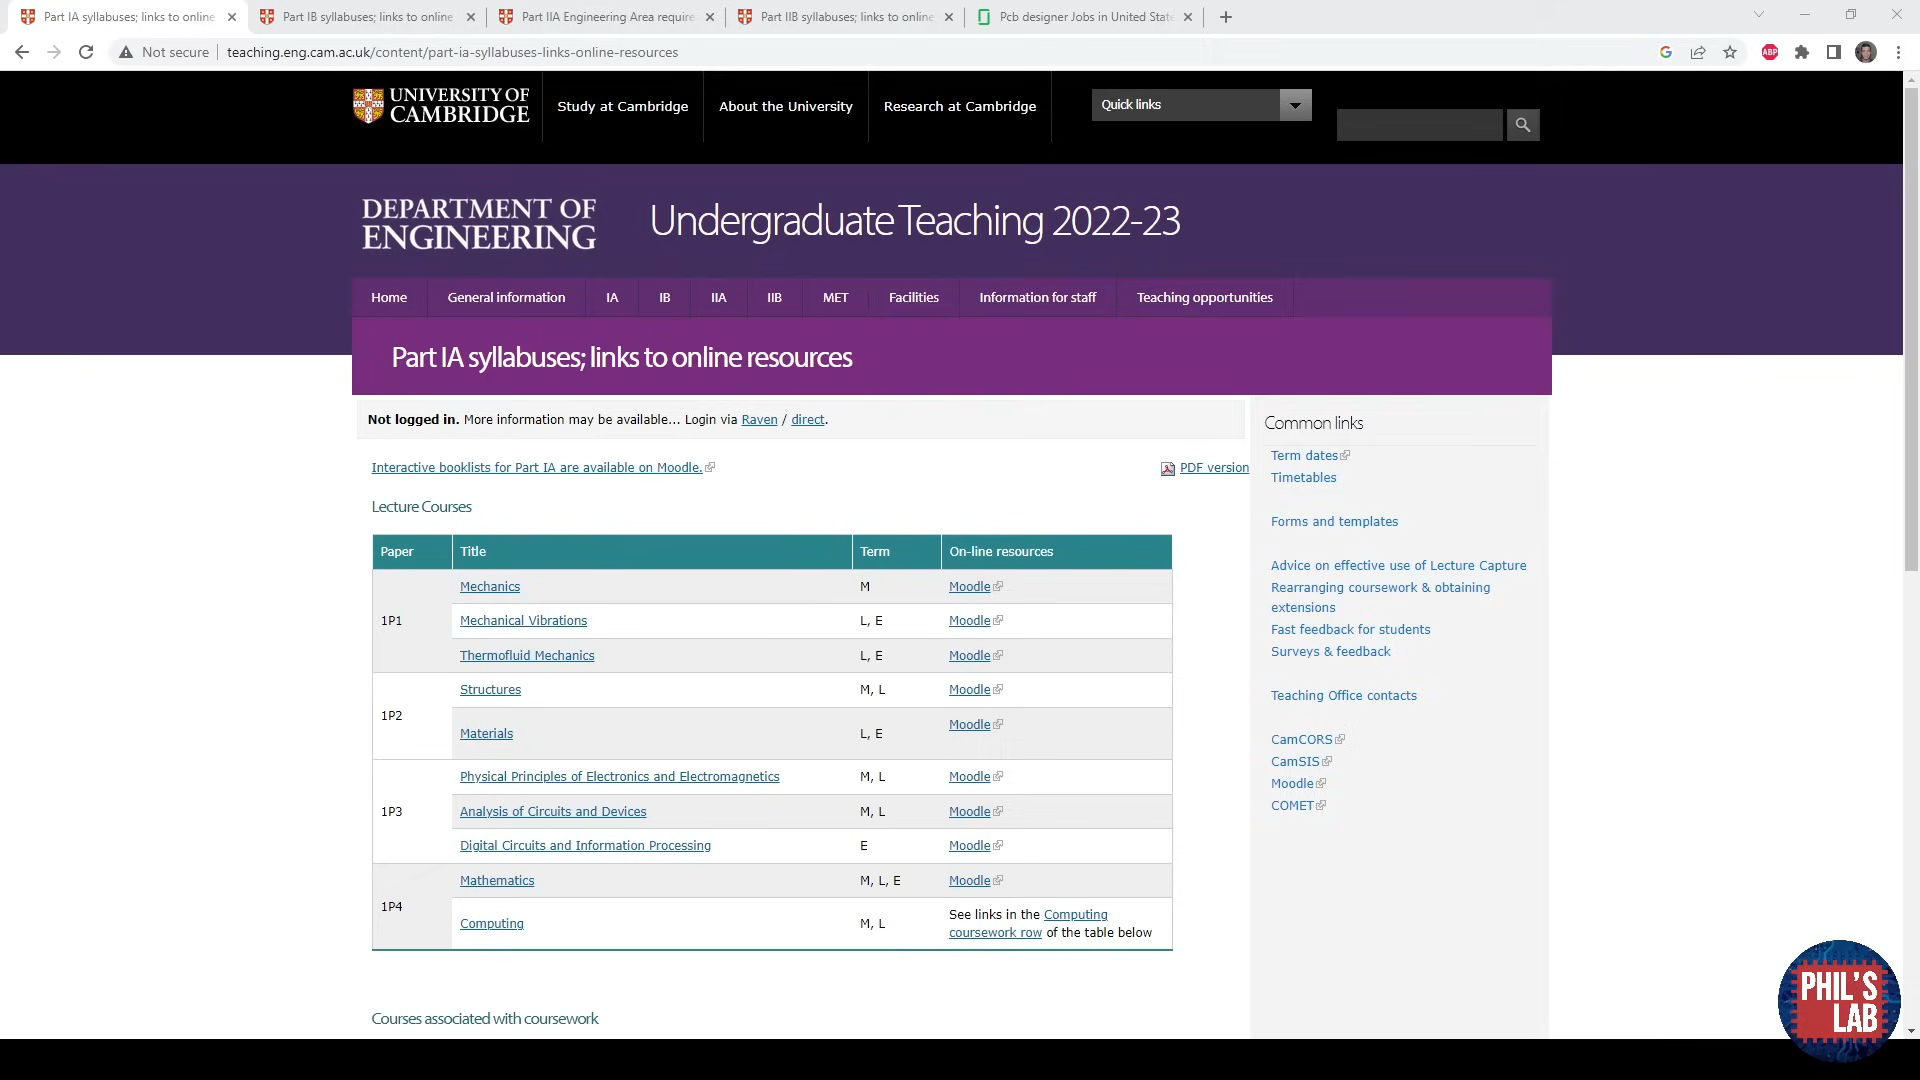 Part IA syllabuses; links to online
Part IB syllabuses; links to online
Part IIA Engineering Area require
Part IIB syllabuses; links to online
Pcb designer Jobs in United State
Not secure
teaching.eng.cam.ac.uk/content/part-ia-syllabuses-links-online-resources
ABP
UNIVERSITY OF
CAMBRIDGE
Study at Cambridge
About the University
Research at Cambridge
Quick links
DEPARTMENT OF
ENGINEERING
Undergraduate Teaching 2022-23
Home
General information
IA
IB
IIA
IIB
MET
Facilities
Information for staff
Teaching opportunities
Part IA syllabuses; links to online resources
Not logged in. More information may be available... Login via Raven / direct.
Interactive booklists for Part IA are available on Moodle.
PDF version
Lecture Courses
Paper Title Term On-line resources
1P1
Mechanics M Moodle
Mechanical Vibrations L, E Moodle
Thermofluid Mechanics L, E Moodle
1P2
Structures M, L Moodle
Materials L, E Moodle
1P3
Physical Principles of Electronics and Electromagnetics M, L Moodle
Analysis of Circuits and Devices M, L Moodle
Digital Circuits and Information Processing E Moodle
1P4
Mathematics M, L, E Moodle
Computing M, L See links in the Computing
coursework row of the table below
Courses associated with coursework
Common links
Term dates
Timetables
Forms and templates
Advice on effective use of Lecture Capture
Rearranging coursework & obtaining
extensions
Fast feedback for students
Surveys & feedback
Teaching Office contacts
CamCORS
CamSIS
Moodle
COMET
PHIL'S
LAB